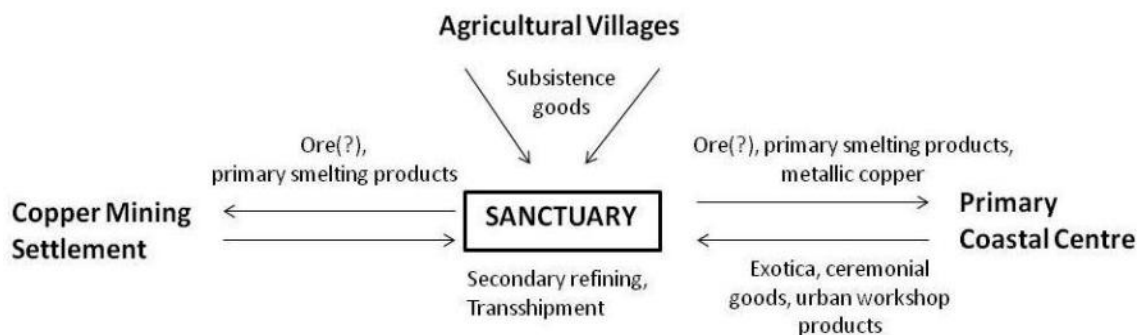 Agricultural Villages
Subsistence
goods
Ore(?),
primary smelting products
Ore(?), primary smelting products,
metallic copper
Copper Mining
Settlement
SANCTUARY
Primary
Coastal Centre
Secondary refining,
Transshipment
Exotica, ceremonial
goods, urban workshop
products